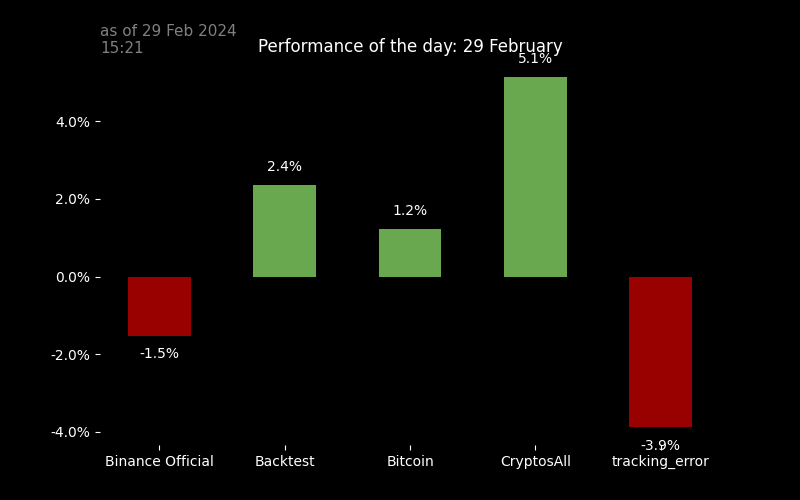 as of 29 Feb 2024
15:21
Performance of the day: 29 February
5.1%
4.0%
2.4%
2.0%
1.2%
0.0%
-1.5%
-2.0%
-4.0%
-3.9%
Binance Official
Backtest
Bitcoin
CryptosAll
tracking_error